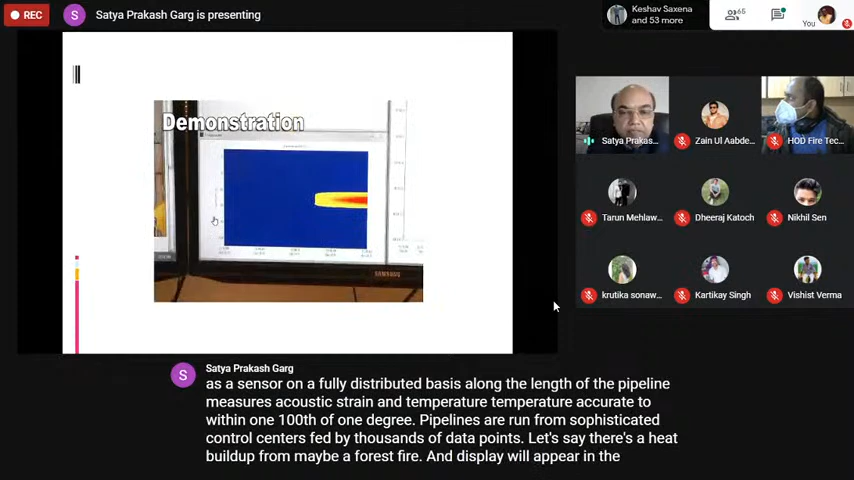 REC
S Satya Prakash Garg is presenting
Keshav Saxena
and 53 more
65
You
Demonstration
SAMSUNG
Satya Prakas...
Zain Ul Aabde...
HOD Fire Tec...
Tarun Mehlaw...
Dheeraj Katoch
Nikhil Sen
krutika sonaw...
Kartikay Singh
Vishist Verma
S Satya Prakash Garg
as a sensor on a fully distributed basis along the length of the pipeline
measures acoustic strain and temperature temperature accurate to
within one 100th of one degree. Pipelines are run from sophisticated
control centers fed by thousands of data points. Let's say there's a heat
buildup from maybe a forest fire. And display will appear in the